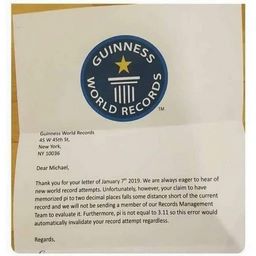 GUINNESS
WORLD RECORDS
TM
Guinness World Records
45 W 45th St,
New York,
NY 10036
Dear Michael,
Thank you for your letter of January 7th 2019. We are always eager to hear of
new world record attempts. Unfortunately, however, your claim to have
memorized pi to two decimal places falls some distance short of the current
record and we will not be sending a member of our Records Management
Team to evaluate it. Furthermore, pi is not equal to 3.11 so this error would
automatically invalidate your record attempt regardless.
Regards,